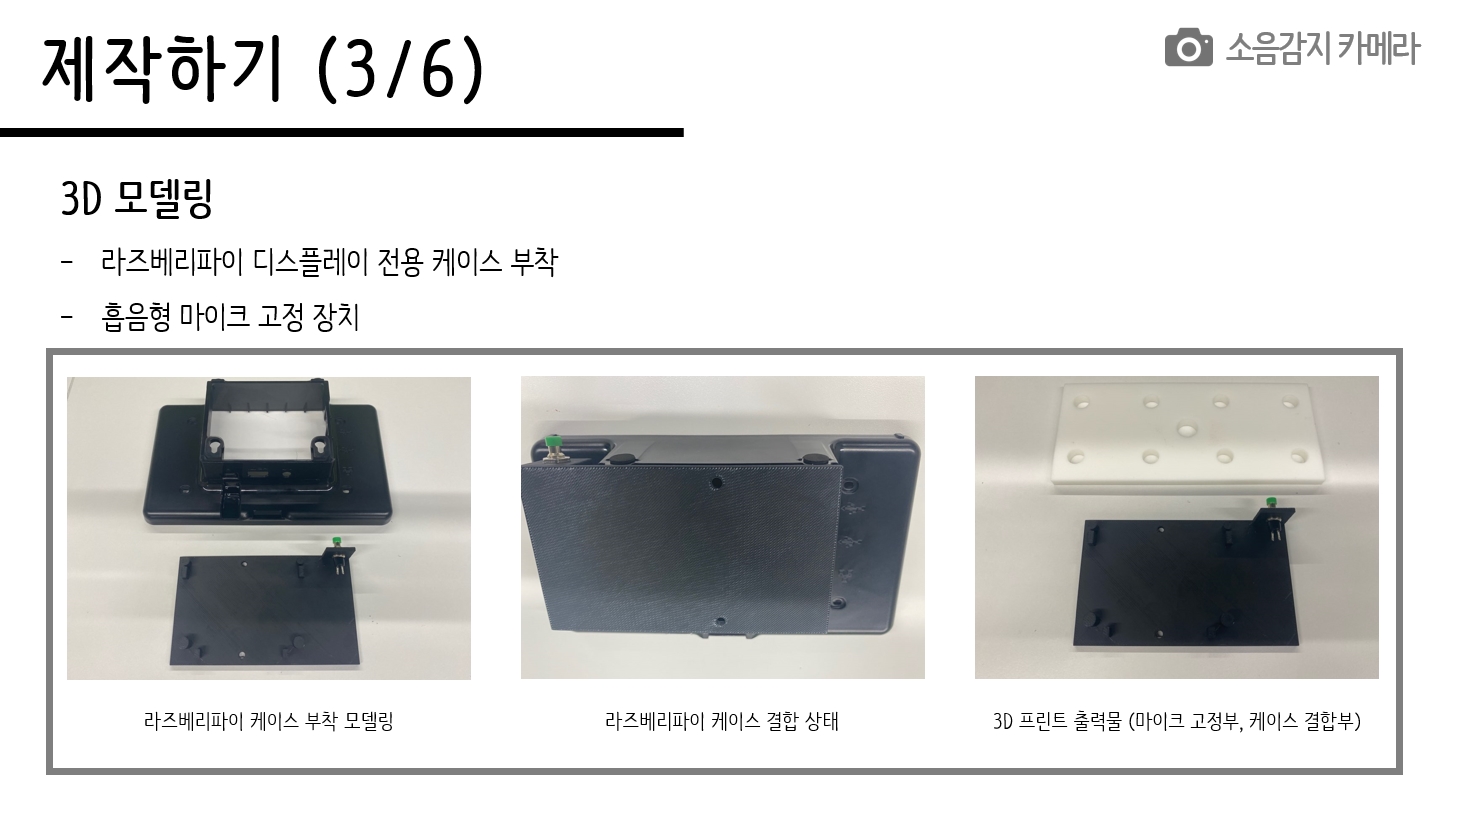 제작하기 (3/6)
소음감지 카메라
3D 모델링
- 라즈베리파이 디스플레이 전용 케이스 부착
- 흡음형 마이크 고정 장치
라즈베리파이 케이스 부착 모델링
라즈베리파이 케이스 결합 상태
3D 프린트 출력물 (마이크 고정부, 케이스 결합부)